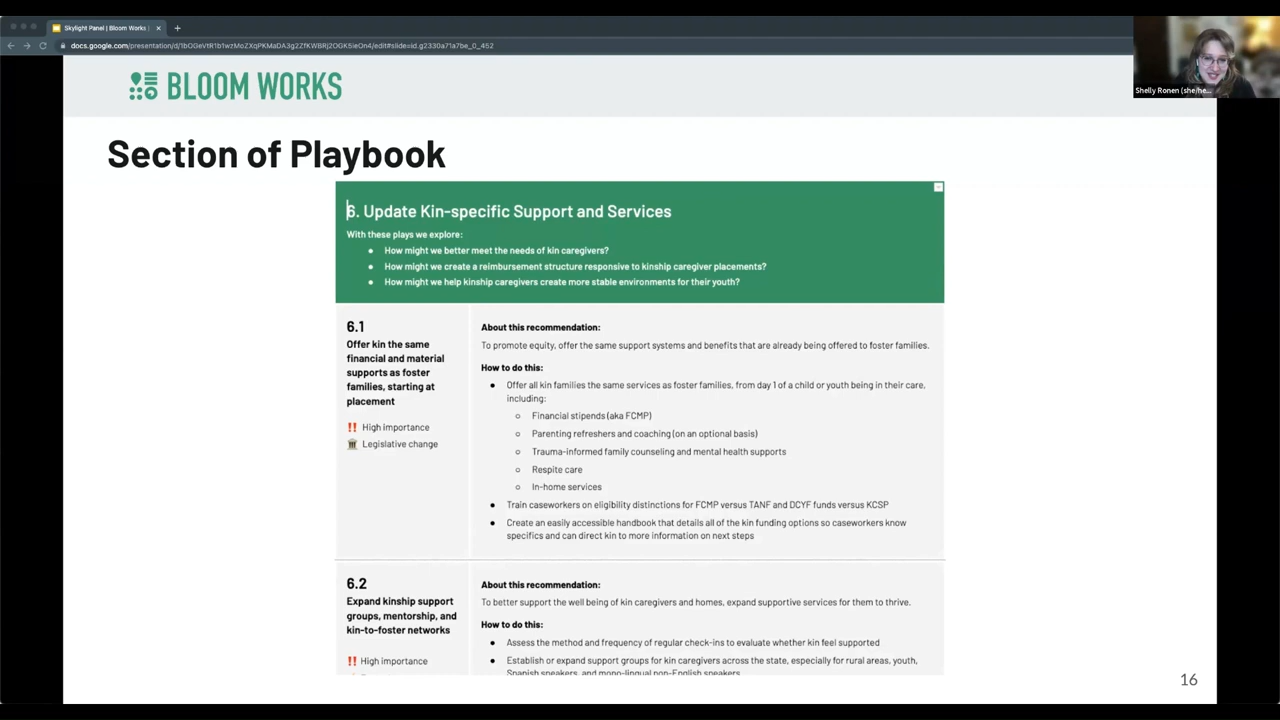 Skylight Panel | Bloom Works |
docs.google.com/presentation/d/1bOGeVtR1b1wzMoZXqPKMaDA3g2ZfKWBRj2OGK5ieOn4/edit#slide=id.g2330a71a7be_0_452
Shelly Ronen (she/he...
BLOOM WORKS
Section of Playbook
6. Update Kin-specific Support and Services
With these plays we explore:
● How might we better meet the needs of kin caregivers?
● How might we create a reimbursement structure responsive to kinship caregiver placements?
● How might we help kinship caregivers create more stable environments for their youth?
6.1
Offer kin the same
financial and material
supports as foster
families, starting at
placement
‼️ High importance
🏛 Legislative change
About this recommendation:
To promote equity, offer the same support systems and benefits that are already being offered to foster families.
How to do this:
● Offer all kin families the same services as foster families, from day 1 of a child or youth being in their care,
including:
○ Financial stipends (aka FCMP)
○ Parenting refreshers and coaching (on an optional basis)
○ Trauma-informed family counseling and mental health supports
○ Respite care
○ In-home services
● Train caseworkers on eligibility distinctions for FCMP versus TANF and DCYF funds versus KCSP
● Create an easily accessible handbook that details all of the kin funding options so caseworkers know
specifics and can direct kin to more information on next steps
6.2
Expand kinship support
groups, mentorship, and
kin-to-foster networks
‼️ High importance
About this recommendation:
To better support the well being of kin caregivers and homes, expand supportive services for them to thrive.
How to do this:
● Assess the method and frequency of regular check-ins to evaluate whether kin feel supported
● Establish or expand support groups for kin caregivers across the state, especially for rural areas, youth,
Spanish speakers, and mono-lingual non-English speakers
16